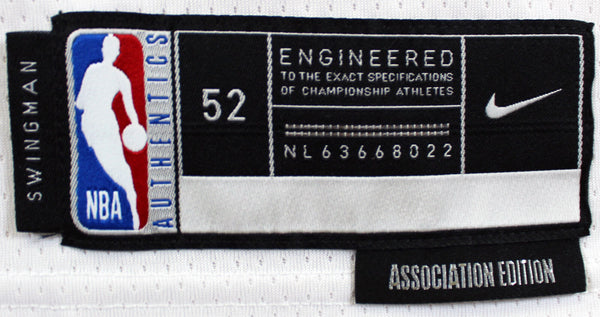 SWINGMAN
NBA
AUTHENTICS
52
ENGINEERED
TO THE EXACT SPECIFICATIONS
OF CHAMPIONSHIP ATHLETES
NL63668022
ASSOCIATION EDITION